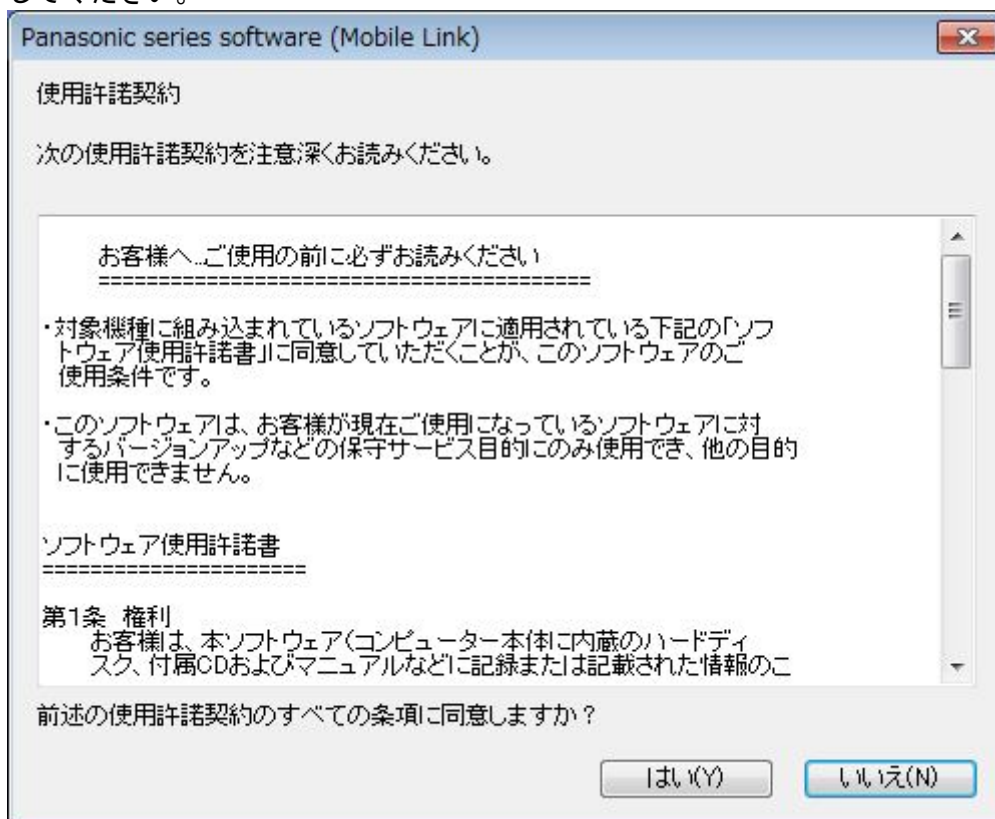 してください。
Panasonic series software (Mobile Link)
使用許諾契約
次の使用許諾契約を注意深くお読みください。
お客様へ...ご使用の前に必ずお読みください
=========================================
・対象機種に組み込まれているソフトウェアに適用されている下記の「ソフ
トウェア使用許諾書」に同意していただくことが、このソフトウェアのご
使用条件です。
・このソフトウェアは、お客様が現在ご使用になっているソフトウェアに対
するバージョンアップなどの保守サービス目的にのみ使用でき、他の目的
に使用できません。
ソフトウェア使用許諾書
======================
第1条 権利
お客様は、本ソフトウェア(コンピューター本体に内蔵のハードディ
スク、付属CDおよびマニュアルなどに記録または記載された情報のこ
前述の使用許諾契約のすべての条項に同意しますか？
はい(Y)
いいえ(N)